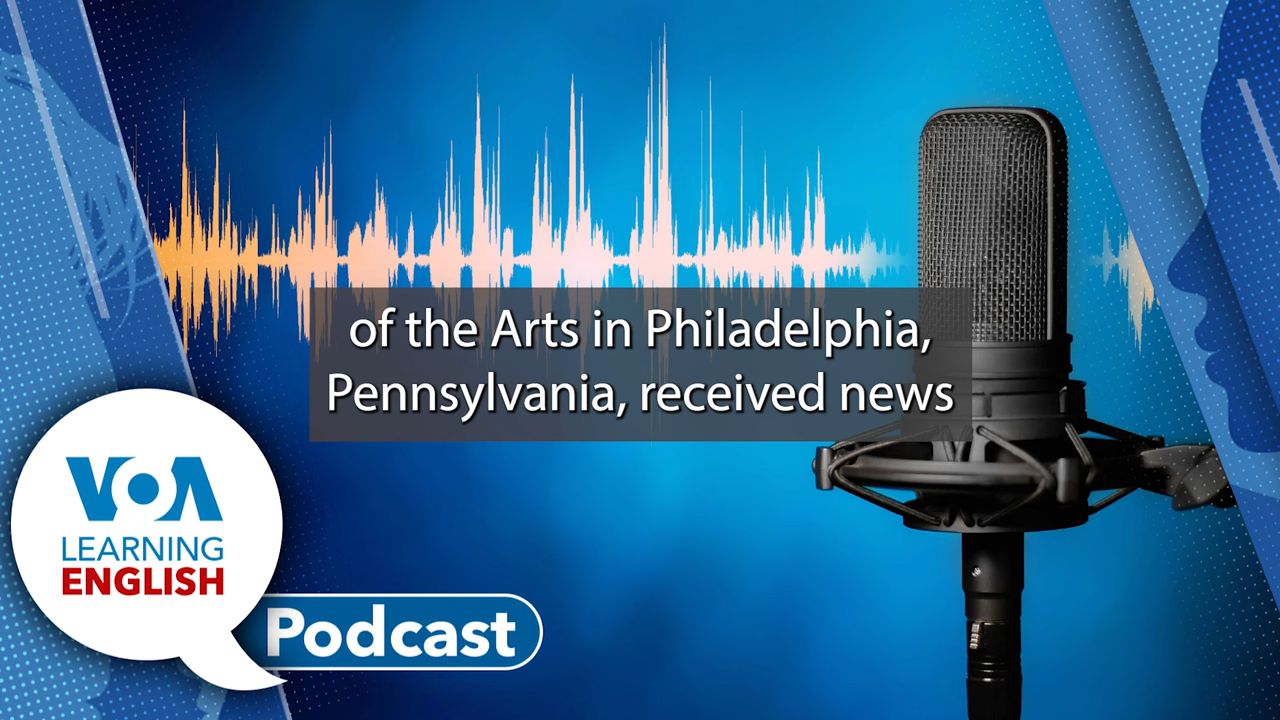 of the Arts in Philadelphia,
Pennsylvania, received news
VOA
LEARNING
ENGLISH
Podcast